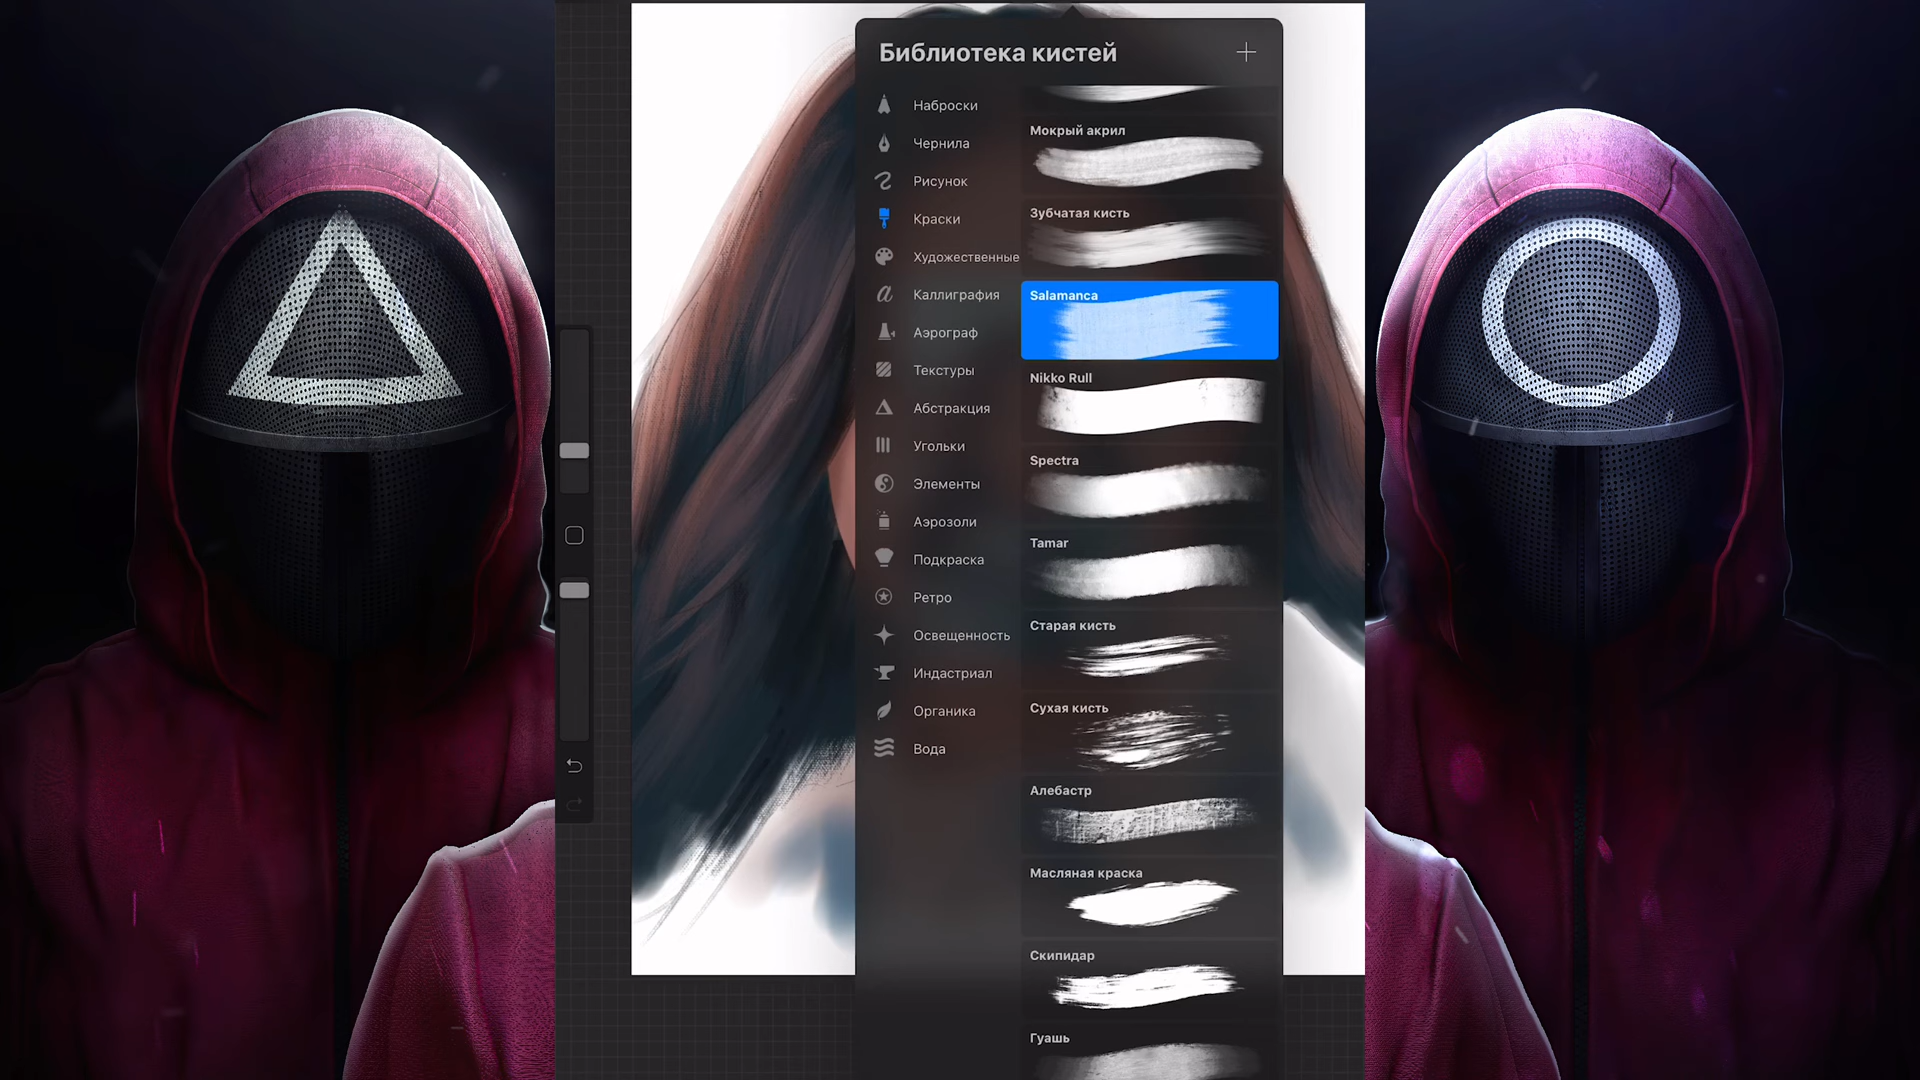 Библиотека кистей
Наброски
Чернила
Рисунок
Краски
Художественные
Каллиграфия
Аэрограф
Текстуры
Абстракция
Угольки
Элементы
Аэрозоли
Подкраска
Ретро
Освещенность
Индастриал
Органика
Вода
Мокрый акрил
Зубчатая кисть
Salamanca
Nikko Rull
Spectra
Tamar
Старая кисть
Сухая кисть
Алебастр
Масляная краска
Скипидар
Гуашь